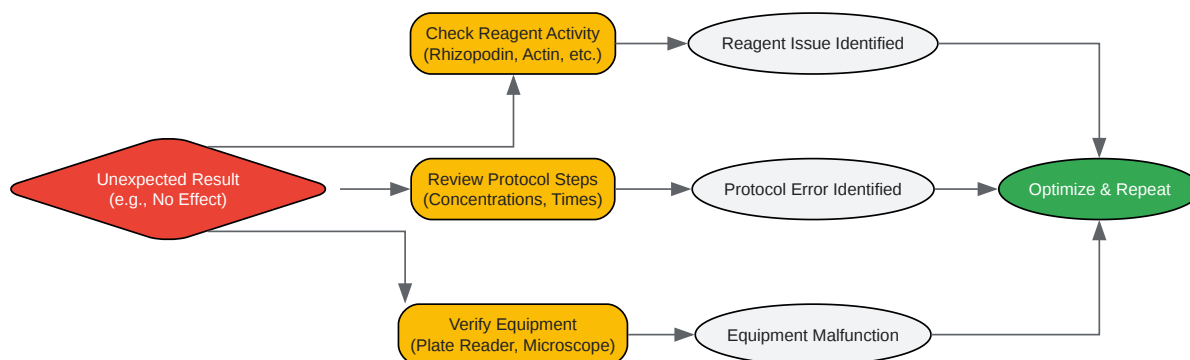 Check Reagent Activity
(Rhizopodin, Actin, etc.)
Reagent Issue Identified
Unexpected Result
(e.g., No Effect)
Review Protocol Steps
(Concentrations, Times)
Protocol Error Identified
Optimize & Repeat
Verify Equipment
(Plate Reader, Microscope)
Equipment Malfunction